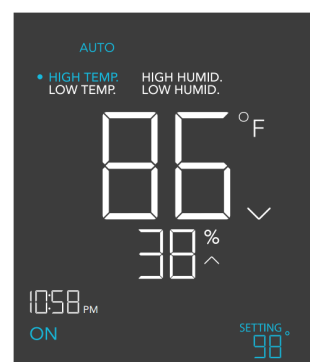 AUTO
• HIGH TEMP. HIGH HUMID.
LOW TEMP. LOW HUMID.
86 °F
38 %
10:58 PM
ON
SETTING
98°